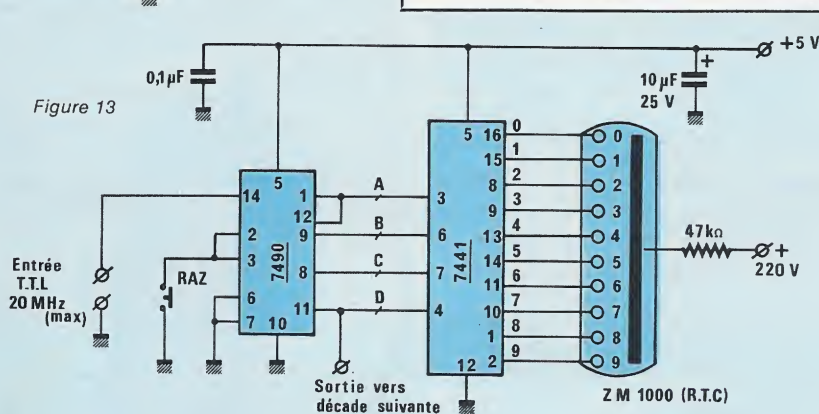 +5 V
0,1µF
10 µF
25 V
Figure 13
5
5 16 0 0
15 1 1
14 1 A 3 8 2 2
12 9 3 3
2 9 B 6 13 4 4
3 7490 7441 14 5 5
47kΩ
+
220 V
Entrée
T.T.L
20 MHz
(max)
RAZ
8 C 7 11 6 6
6 11 D 4 10 7 7
7 10 1 8 8
12 2 9 9
Sortie vers
décade suivante
Z M 1000 (R.T.C)